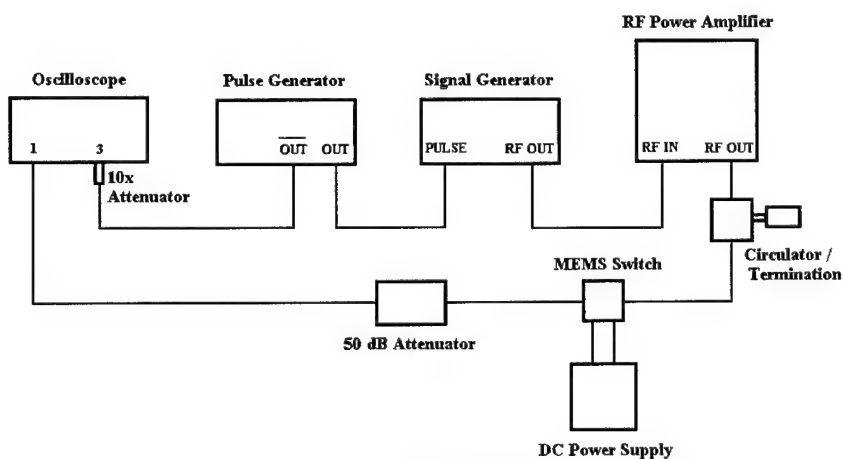 RF Power Amplifier
Oscilloscope
Pulse Generator
Signal Generator
1
3
OUT
OUT
PULSE
RF OUT
RF IN
RF OUT
10x
Attenuator
MEMS Switch
Circulator /
Termination
50 dB Attenuator
DC Power Supply